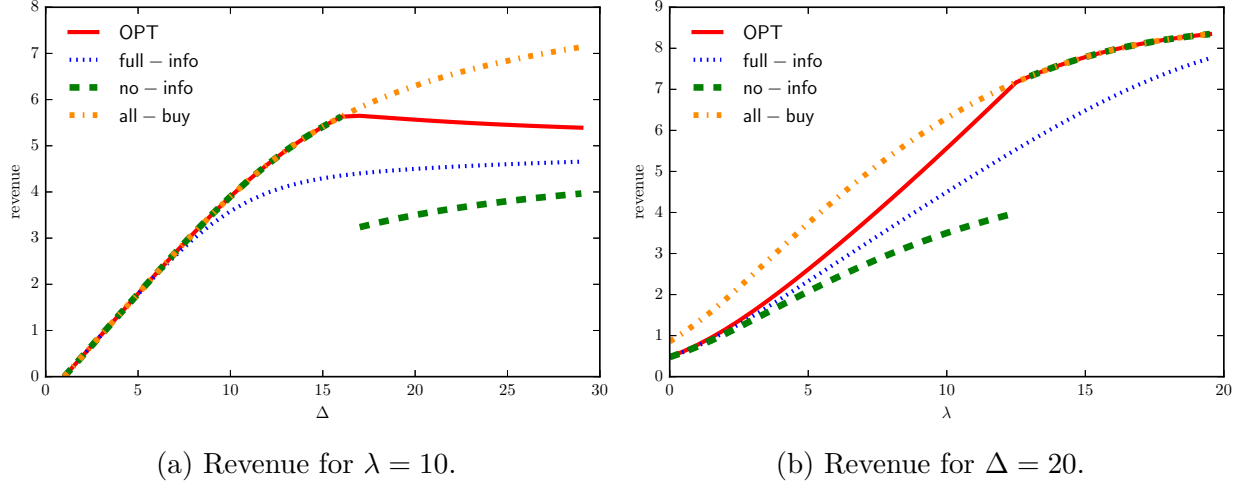 8
7
6
5
4
3
2
1
0
revenue
OPT
full – info
no – info
all – buy
0 5 10 15 20 25 30
Δ
(a) Revenue for λ = 10.
9
8
7
6
5
4
3
2
1
0
revenue
OPT
full – info
no – info
all – buy
0 5 10 15 20
λ
(b) Revenue for Δ = 20.